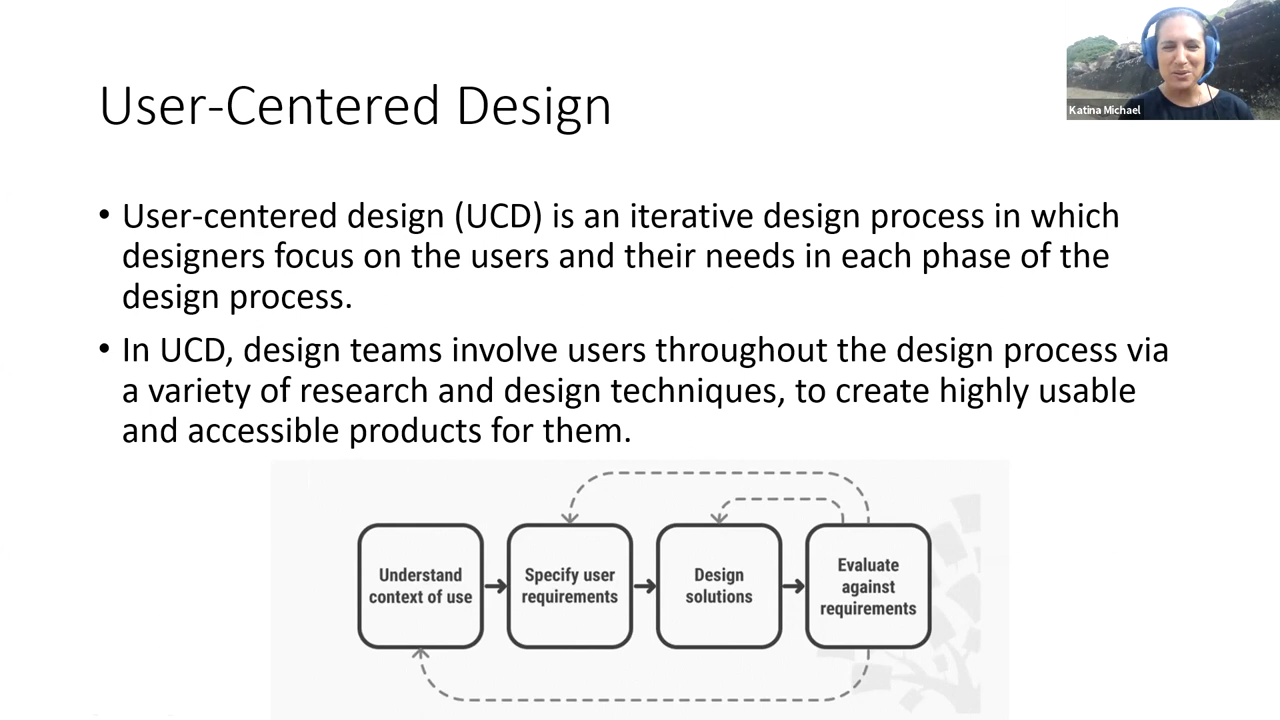 User-Centered Design
Katina Michael
• User-centered design (UCD) is an iterative design process in which
designers focus on the users and their needs in each phase of the
design process.
• In UCD, design teams involve users throughout the design process via
a variety of research and design techniques, to create highly usable
and accessible products for them.
Understand
context of use
Specify user
requirements
Design
solutions
Evaluate
against
requirements